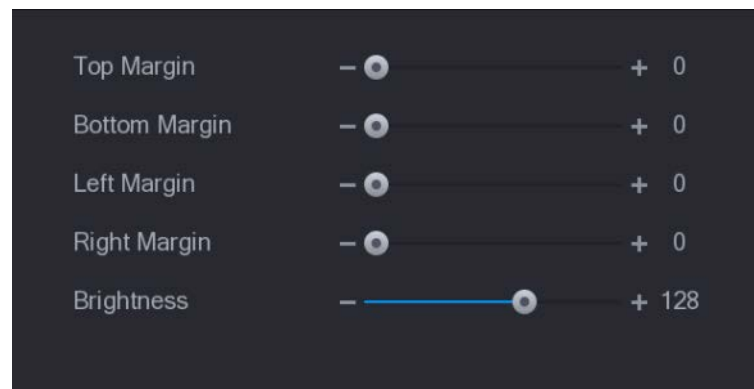 Top Margin − + 0
Bottom Margin − + 0
Left Margin − + 0
Right Margin − + 0
Brightness − + 128